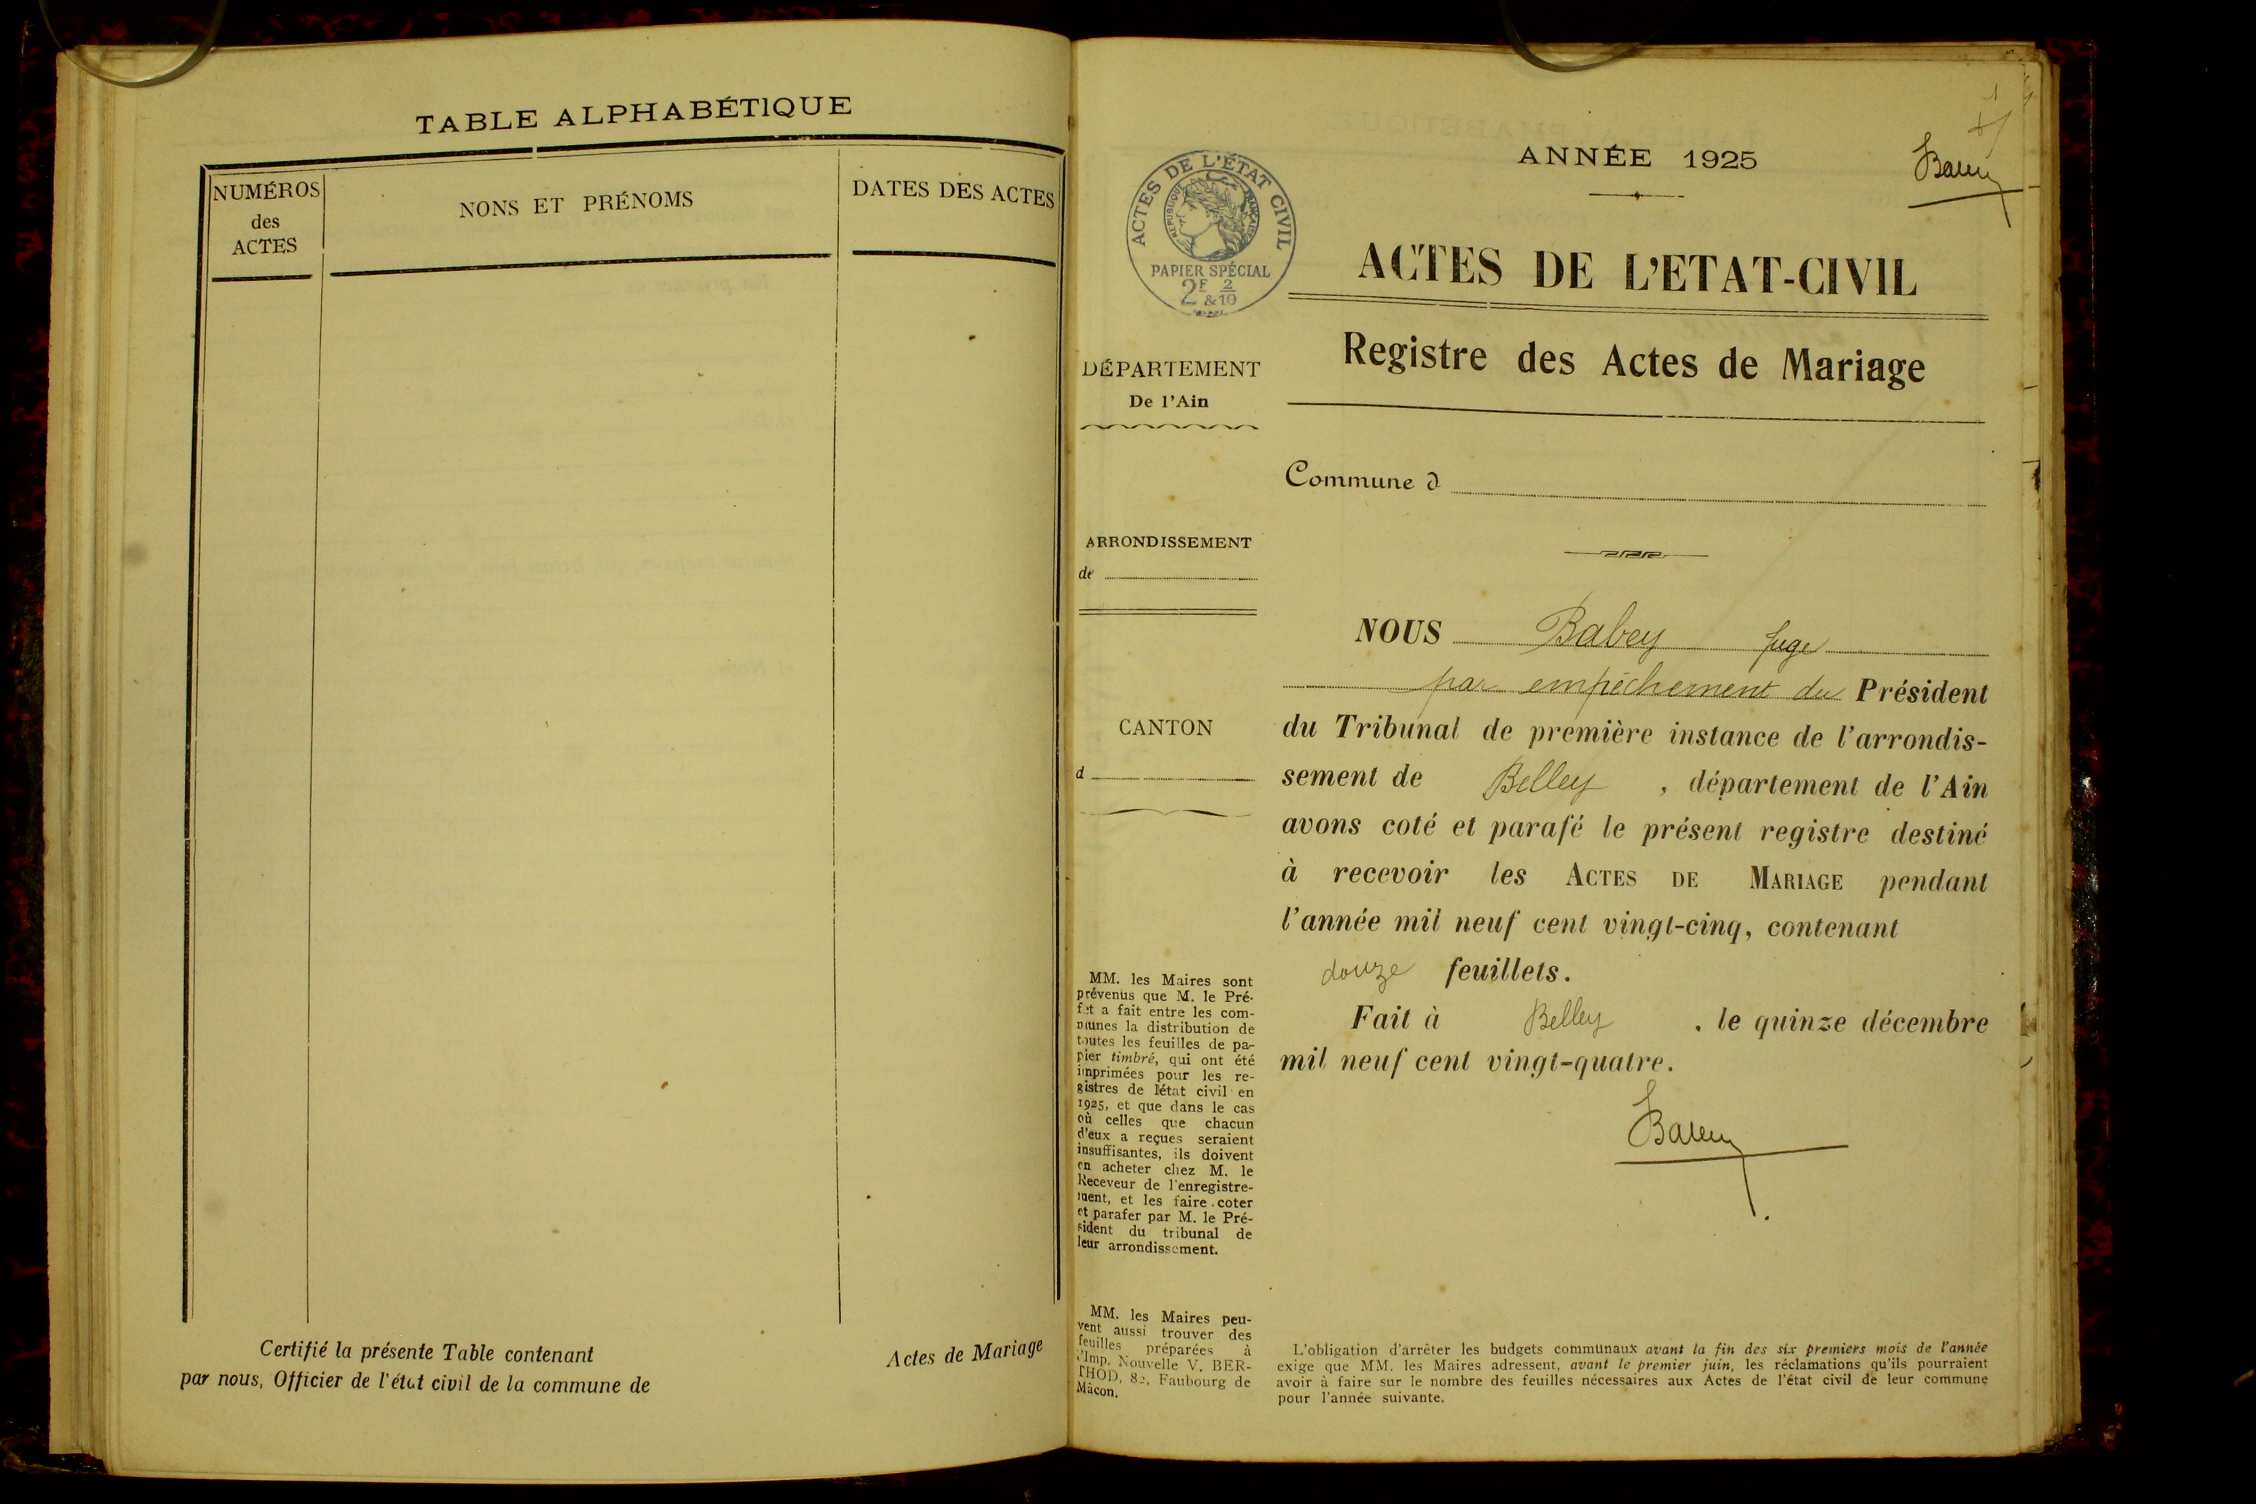 TABLE ALPHABÉTIQUE
NUMÉROS
des
ACTES
NONS ET PRÉNOMS
DATES DES ACTES
Certifié la présente Table contenant
par nous, Officier de l'état civil de la commune de
Actes de Mariage
ANNÉE 1925
ACTES DE L'ÉTAT CIVIL
RÉPUBLIQUE FRANÇAISE
PAPIER SPÉCIAL
2F 2
& 10
ACTES DE L'ETAT-CIVIL
Registre des Actes de Mariage
DÉPARTEMENT
De l'Ain
Commune d
ARRONDISSEMENT
de
CANTON
d
NOUS Babey Juge
par empêchement du Président
du Tribunal de première instance de l'arrondis-
sement de Belley , département de l'Ain
avons coté et parafé le présent registre destiné
à recevoir les ACTES DE MARIAGE pendant
l'année mil neuf cent vingt-cinq, contenant
douze feuillets.
Fait à Belley , le quinze décembre
mil neuf cent vingt-quatre.
MM. les Maires sont
prévenus que M. le Pré-
fet a fait entre les com-
munes la distribution de
toutes les feuilles de pa-
pier timbré, qui ont été
imprimées pour les re-
gistres de l'état civil en
1925, et que dans le cas
où celles que chacun
d'eux a reçues seraient
insuffisantes, ils doivent
en acheter chez M. le
Receveur de l'enregistre-
ment, et les faire coter
et parafer par M. le Pré-
sident du tribunal de
leur arrondissement.
MM. les Maires peu-
vent aussi trouver des
feuilles préparées à
l'Imp. Nouvelle V. BER-
THOD, 82, Faubourg de
Mâcon.
L'obligation d'arrêter les budgets communaux avant la fin des six premiers mois de l'année
exige que MM. les Maires adressent, avant le premier juin, les réclamations qu'ils pourraient
avoir à faire sur le nombre des feuilles nécessaires aux Actes de l'état civil de leur commune
pour l'année suivante.